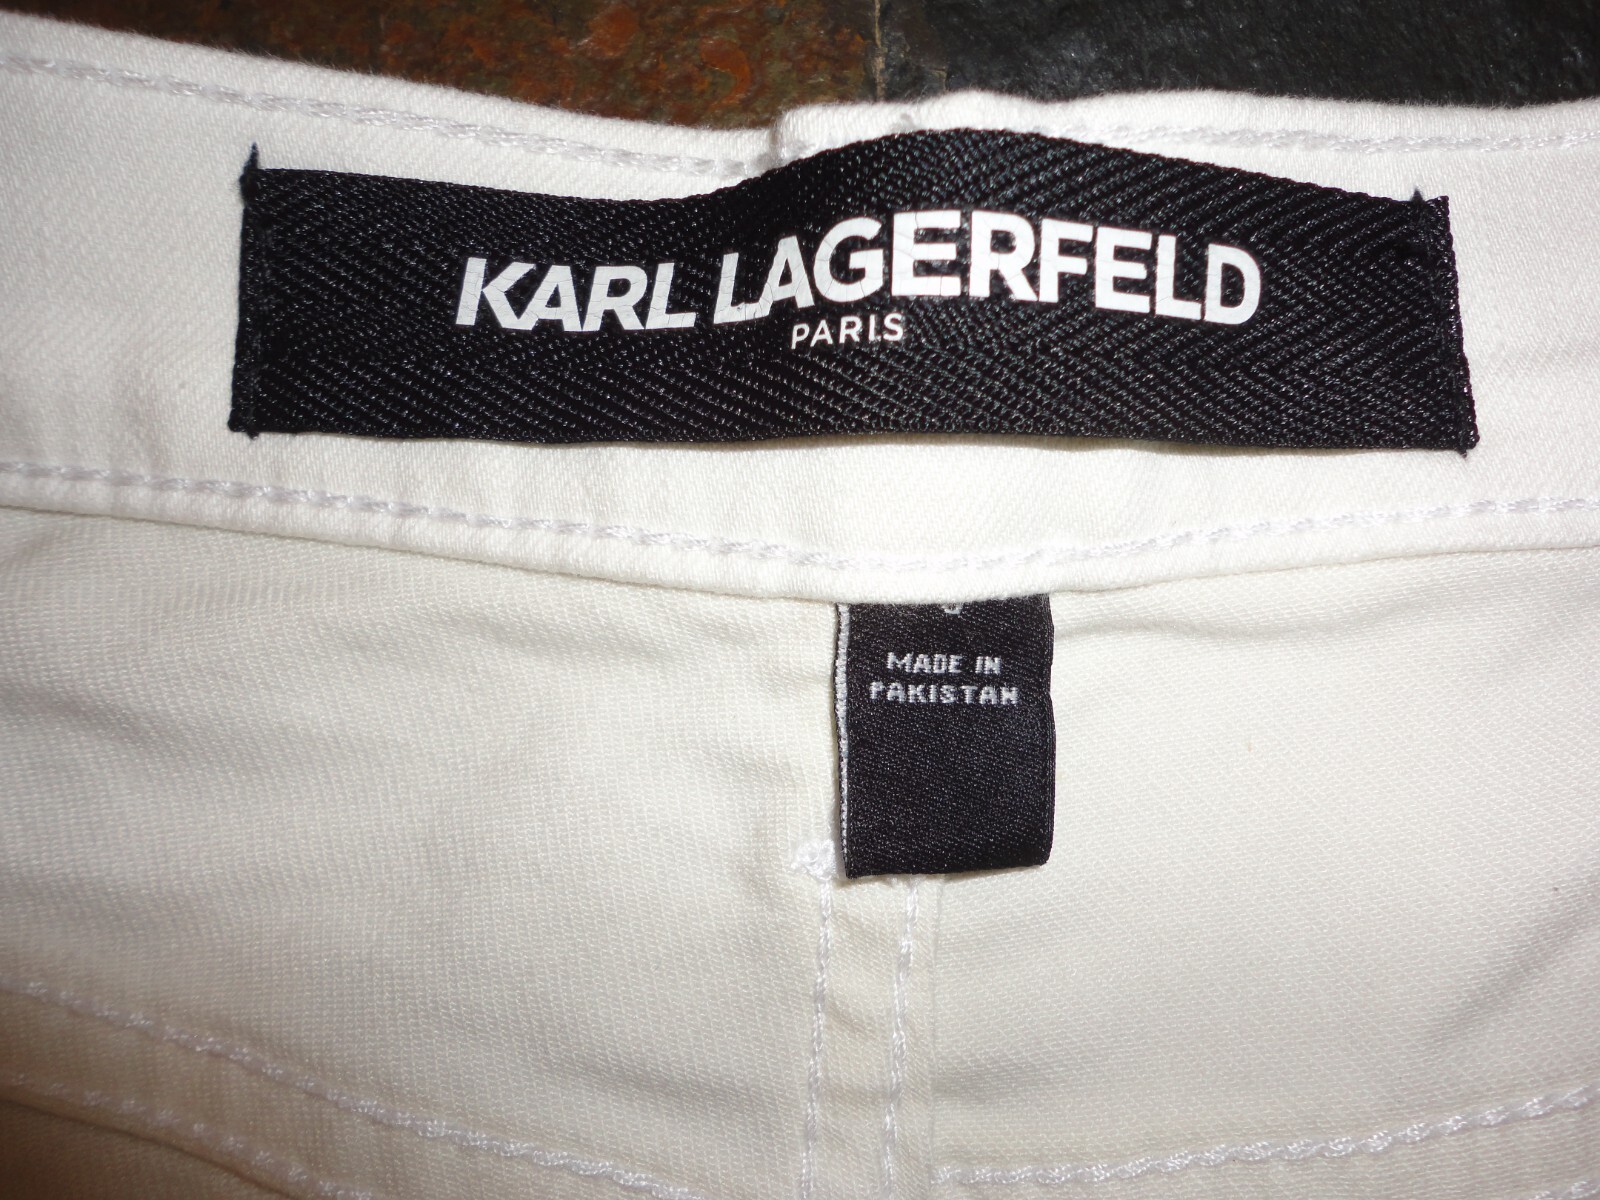 KARL LAGERFELD
PARIS
MADE IN
PAKISTAN